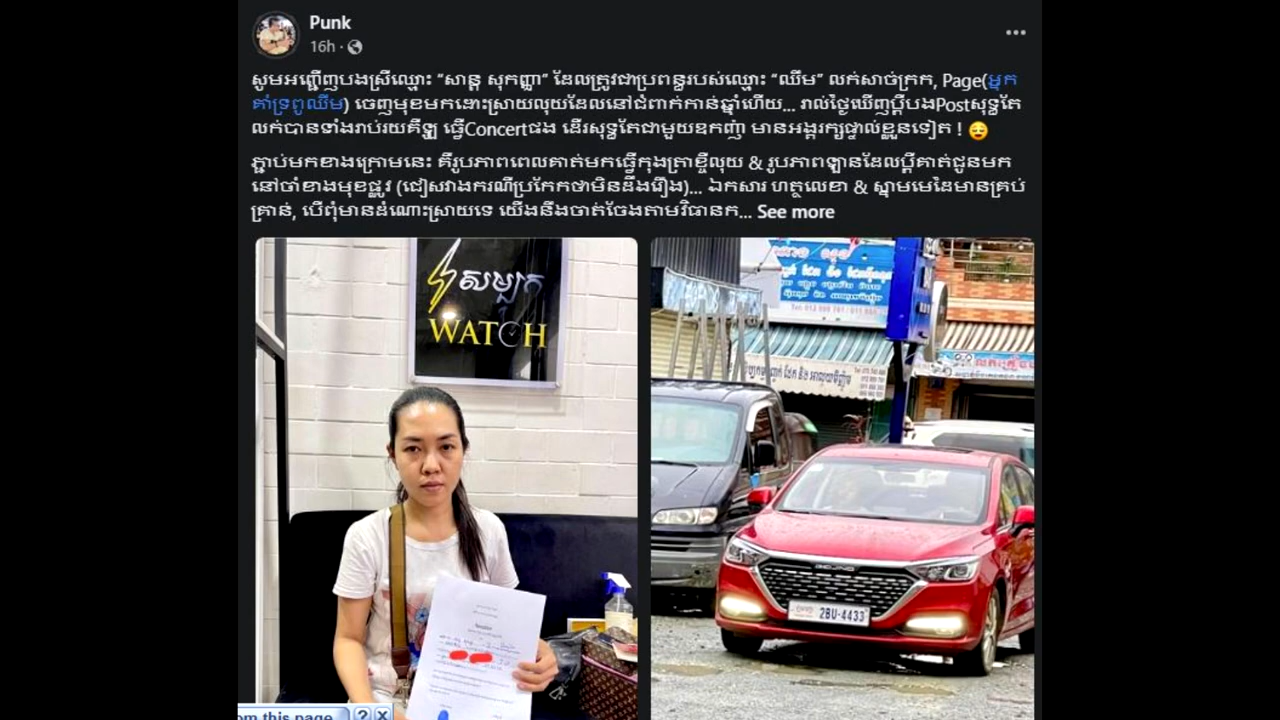 Punk
16h
សូមអញ្ជើញបងស្រីឈ្មោះ “សាន្ត សុកញ្ញា” ដែលត្រូវជាប្រពន្ធរបស់ឈ្មោះ “ឈឹម” លក់សាច់ក្រក, Page(អ្នក
គាំទ្រពូឈឹម) ចេញមុខមកដោះស្រាយលុយដែលនៅជំពាក់កាន់ឆ្នាំហើយ... រាល់ថ្ងៃឃើញប្ដីបងPostសុទ្ធតែ
លក់បានទាំងរាប់រយគីឡូ ធ្វើConcertផង ដើរសុទ្ធតែជាមួយឧកញ៉ា មានអង្គរក្សផ្ទាល់ខ្លួនទៀត ! 😌
ភ្ជាប់មកខាងក្រោមនេះ គឺរូបភាពពេលគាត់មកធ្វើកុងត្រាខ្ចីលុយ & រូបភាពឡានដែលប្ដីគាត់ជូនមក
នៅចាំខាងមុខផ្លូវ (ជៀសវាងករណីប្រកែកថាមិនដឹងរឿង)... ឯកសារ ហត្ថលេខា & ស្នាមមេដៃមានគ្រប់
គ្រាន់, បើពុំមានដំណោះស្រាយទេ យើងនឹងចាត់ចែងតាមវិធានក... See more
សម្បុក
WATCH
2BU-4433
om this page